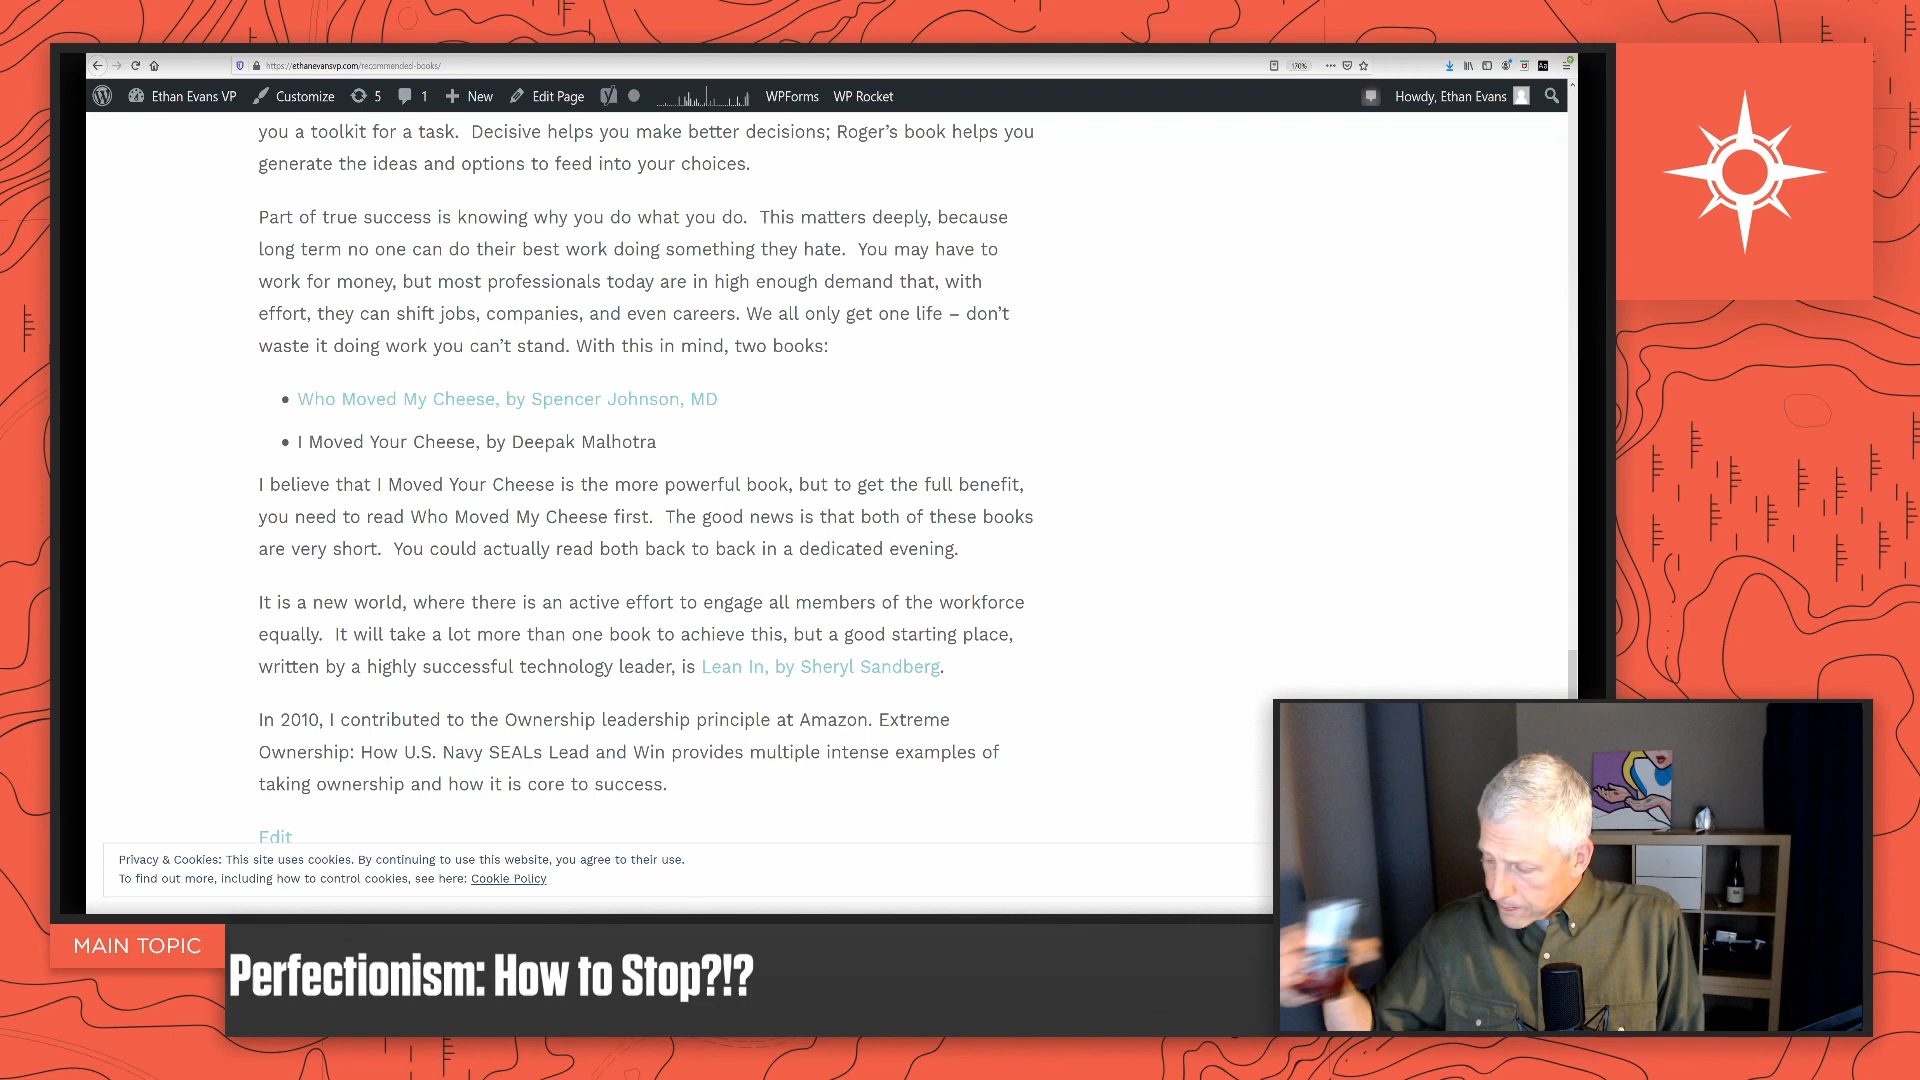 https://ethanevansvp.com/recommended-books/
170%
Ethan Evans VP
Customize
5
1
New
Edit Page
WPForms
WP Rocket
Howdy, Ethan Evans
you a toolkit for a task.  Decisive helps you make better decisions; Roger’s book helps you
generate the ideas and options to feed into your choices.
Part of true success is knowing why you do what you do.  This matters deeply, because
long term no one can do their best work doing something they hate.  You may have to
work for money, but most professionals today are in high enough demand that, with
effort, they can shift jobs, companies, and even careers. We all only get one life – don’t
waste it doing work you can’t stand. With this in mind, two books:
• Who Moved My Cheese, by Spencer Johnson, MD
• I Moved Your Cheese, by Deepak Malhotra
I believe that I Moved Your Cheese is the more powerful book, but to get the full benefit,
you need to read Who Moved My Cheese first.  The good news is that both of these books
are very short.  You could actually read both back to back in a dedicated evening.
It is a new world, where there is an active effort to engage all members of the workforce
equally.  It will take a lot more than one book to achieve this, but a good starting place,
written by a highly successful technology leader, is Lean In, by Sheryl Sandberg.
In 2010, I contributed to the Ownership leadership principle at Amazon. Extreme
Ownership: How U.S. Navy SEALs Lead and Win provides multiple intense examples of
taking ownership and how it is core to success.
Edit
Privacy & Cookies: This site uses cookies. By continuing to use this website, you agree to their use.
To find out more, including how to control cookies, see here: Cookie Policy
MAIN TOPIC
Perfectionism: How to Stop?!?